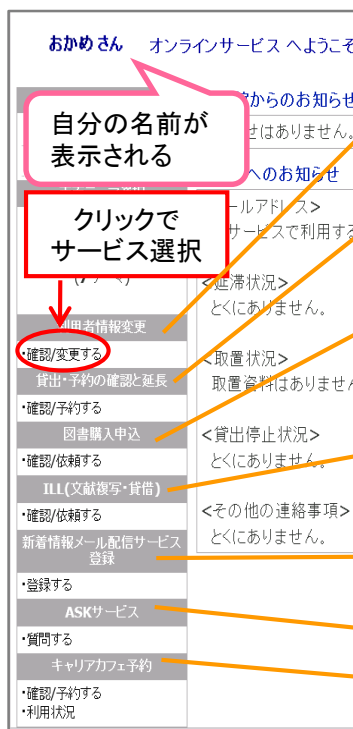 おかめさん オンラインサービス へようこそ
からのお知らせ
せはありません。
自分の名前が
表示される
へのお知らせ
ールアドレス>
サービスで利用する
クリックで
サービス選択
<延滞状況>
とくにありません。
利用者情報変更
・確認/変更する
<取置状況>
取置資料はありません
貸出・予約の確認と延長
・確認/予約する
図書購入申込
<貸出停止状況>
・確認/依頼する
とくにありません。
ILL(文献複写・貸借)
・確認/依頼する
<その他の連絡事項>
とくにありません。
新着情報メール配信サービス
登録
・登録する
ASKサービス
・質問する
キャリアカフェ予約
・確認/予約する
・利用状況